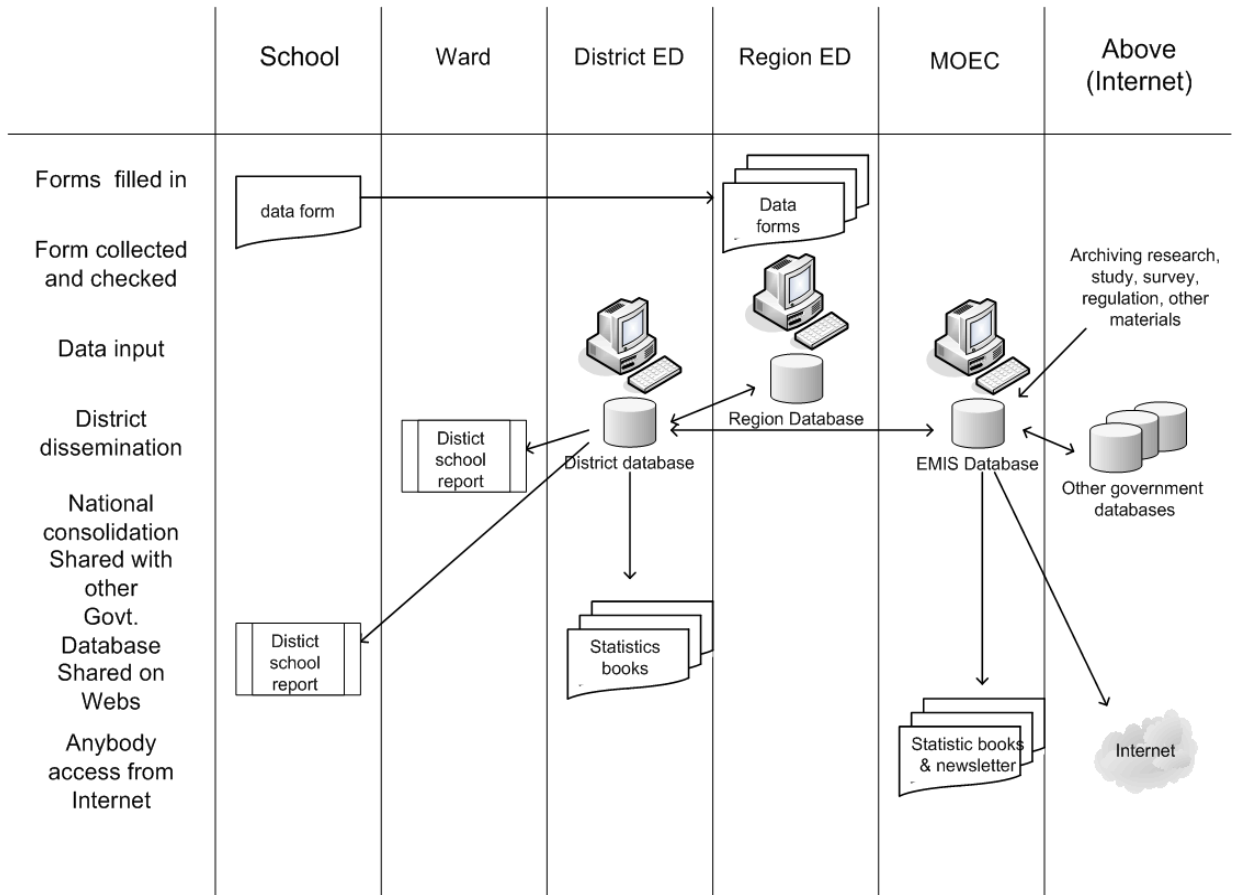 School
Ward
District ED
Region ED
MOEC
Above
(Internet)
Forms filled in
data form
Data
forms
Form collected
and checked
Archiving research,
study, survey,
regulation, other
materials
Data input
District
dissemination
Distict
school
report
District database
Region Database
EMIS Database
Other government
databases
National
consolidation
Shared with
other
Govt.
Database
Shared on
Webs
Distict
school
report
Statistics
books
Anybody
access from
Internet
Statistic books
& newsletter
Internet